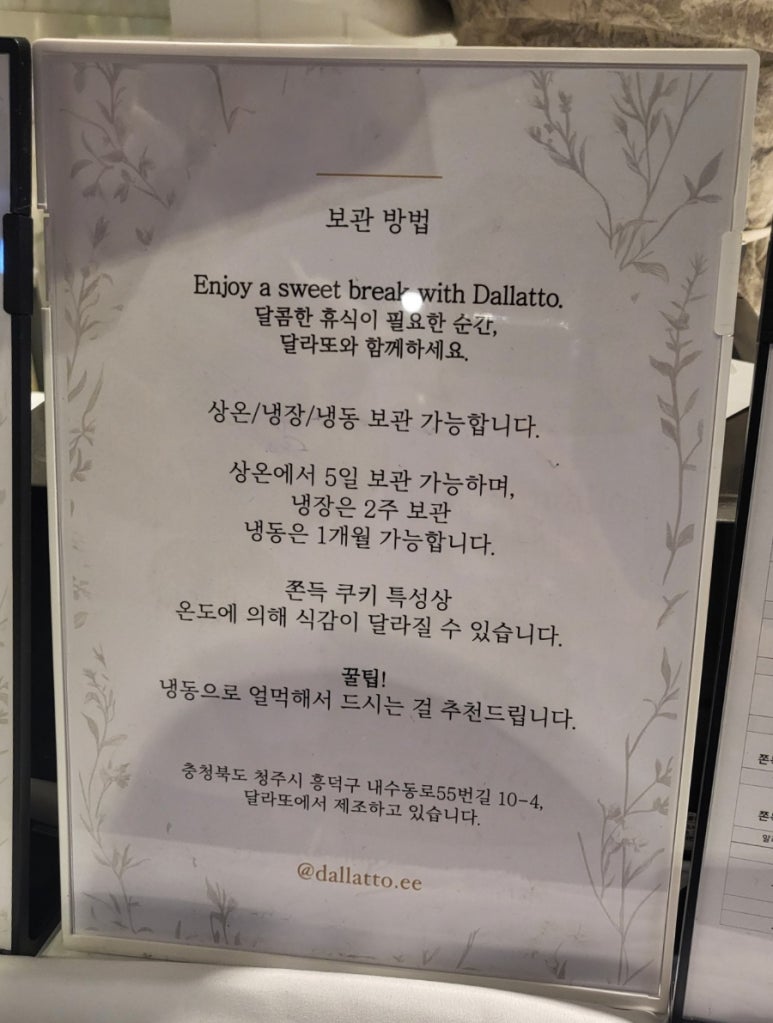 보관 방법
Enjoy a sweet break with Dallatto.
달콤한 휴식이 필요한 순간,
달라또와 함께하세요.
상온/냉장/냉동 보관 가능합니다.
상온에서 5일 보관 가능하며,
냉장은 2주 보관
냉동은 1개월 가능합니다.
쫀득 쿠키 특성상
온도에 의해 식감이 달라질 수 있습니다.
꿀팁!
냉동으로 얼먹해서 드시는 걸 추천드립니다.
충청북도 청주시 흥덕구 내수동로55번길 10-4,
달라또에서 제조하고 있습니다.
@dallatto.ee